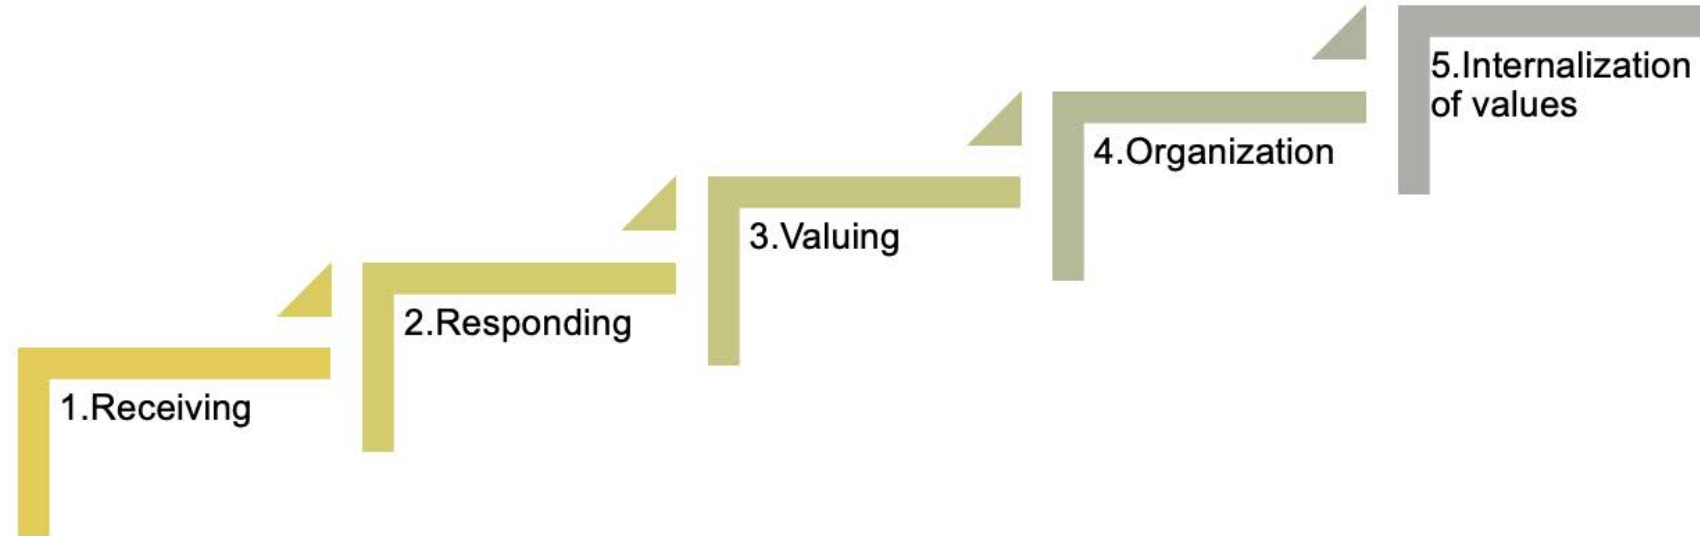 1.Receiving
2.Responding
3.Valuing
4.Organization
5.Internalization
of values